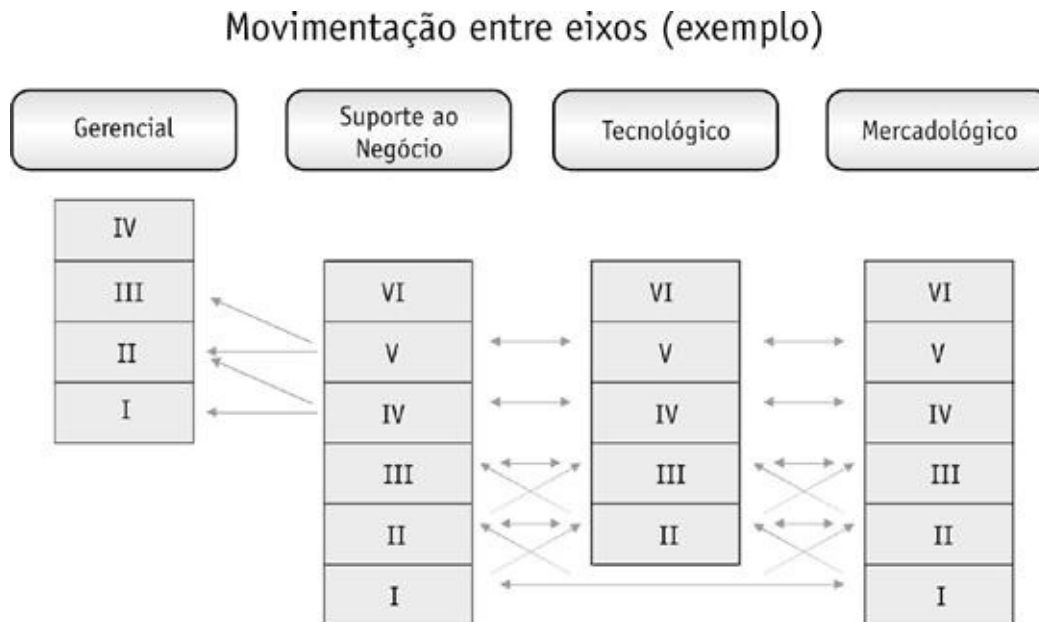 Movimentação entre eixos (exemplo)
Gerencial
Suporte ao
Negócio
Tecnológico
Mercadológico
IV
III
II
I
VI
V
IV
III
II
I
VI
V
IV
III
II
VI
V
IV
III
II
I